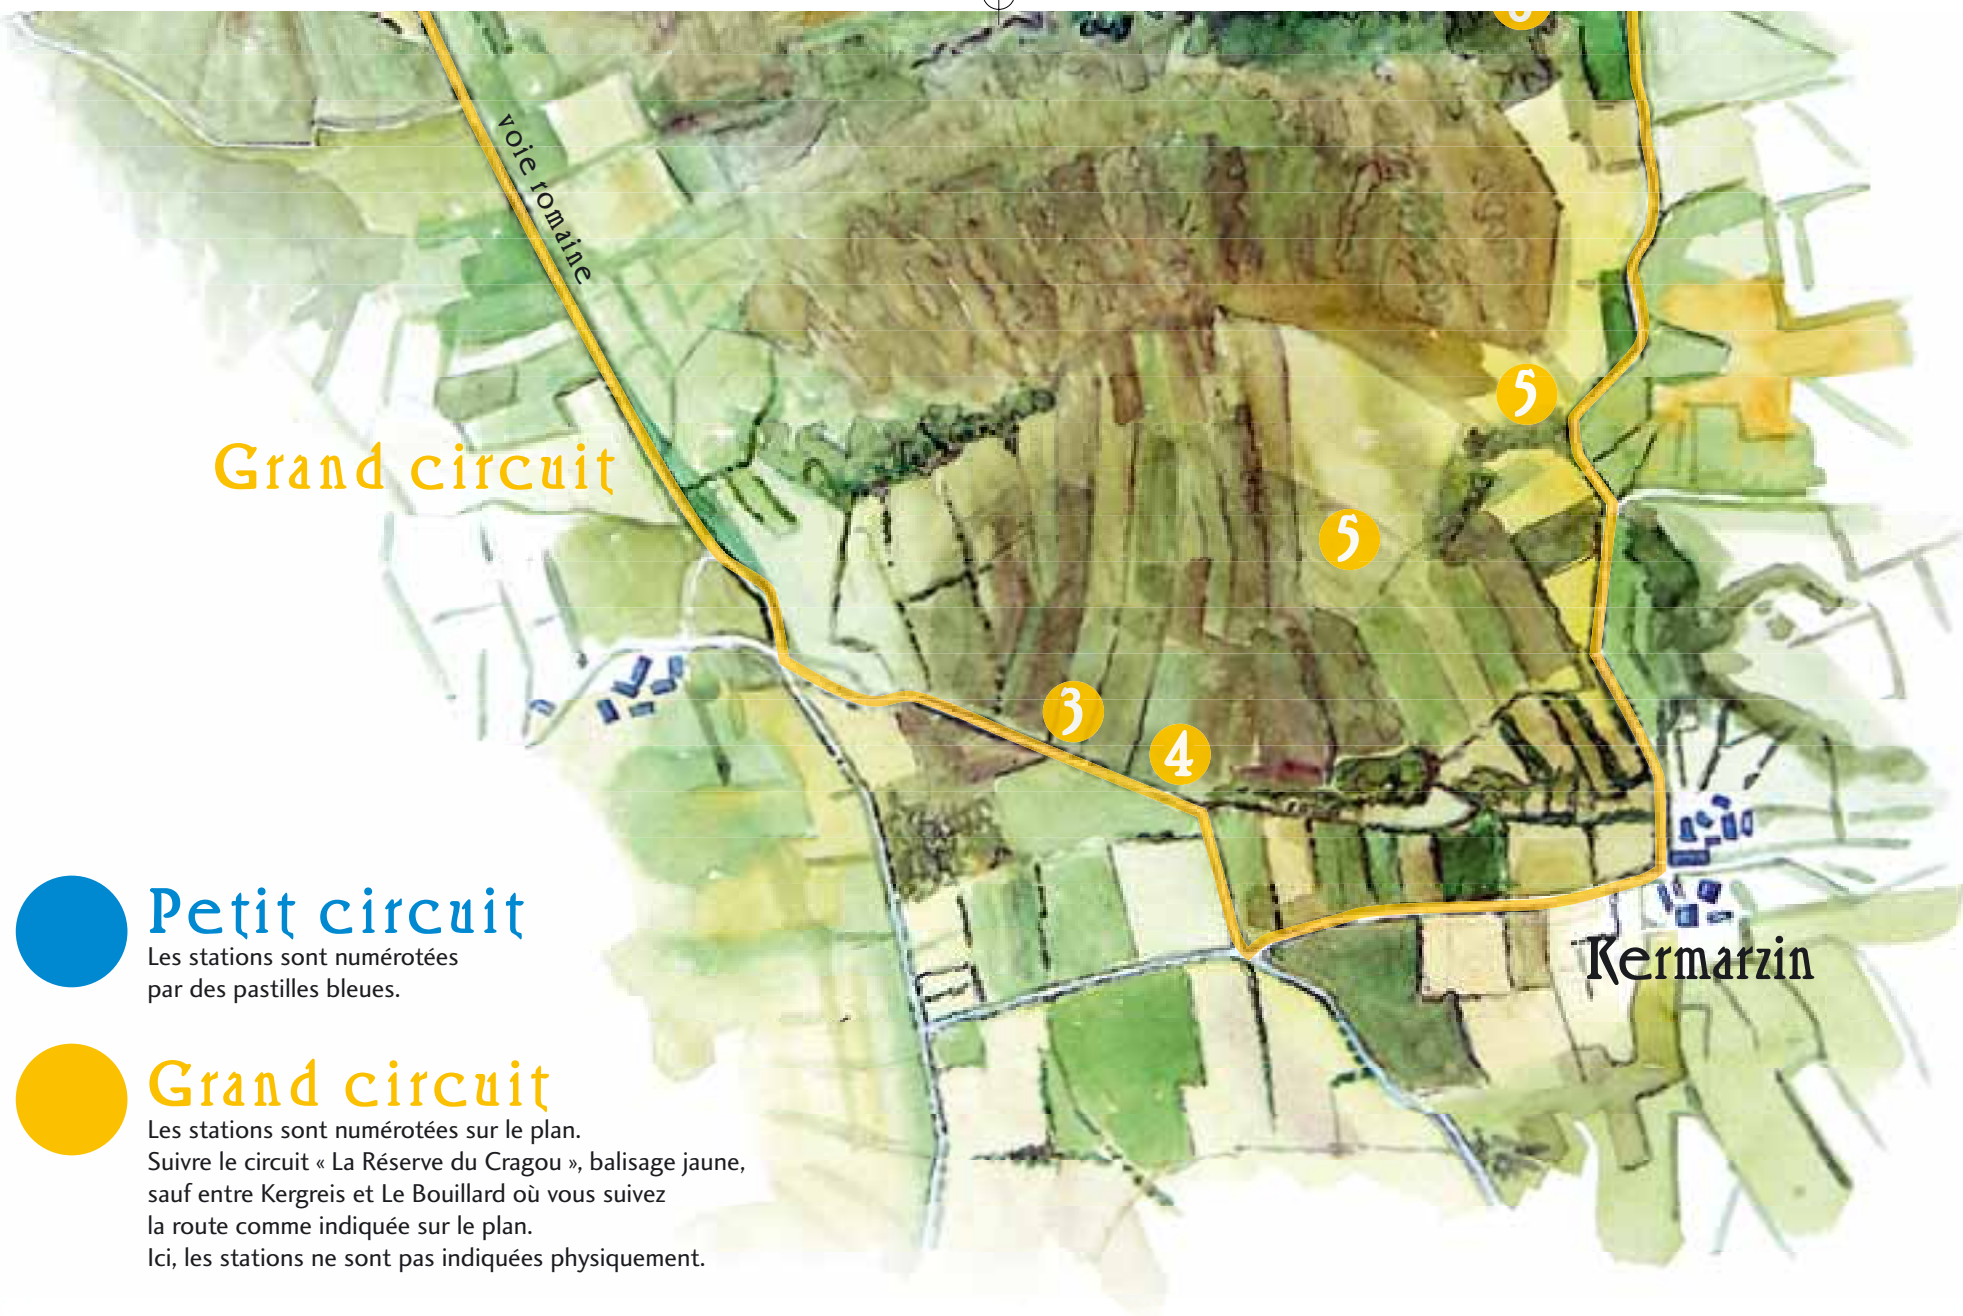 voie romaine
5
Grand circuit
5
3
4
Kermarzin
Petit circuit
Les stations sont numérotées
par des pastilles bleues.
Grand circuit
Les stations sont numérotées sur le plan.
Suivre le circuit « La Réserve du Cragou », balisage jaune,
sauf entre Kergreis et Le Bouillard où vous suivez
la route comme indiquée sur le plan.
Ici, les stations ne sont pas indiquées physiquement.